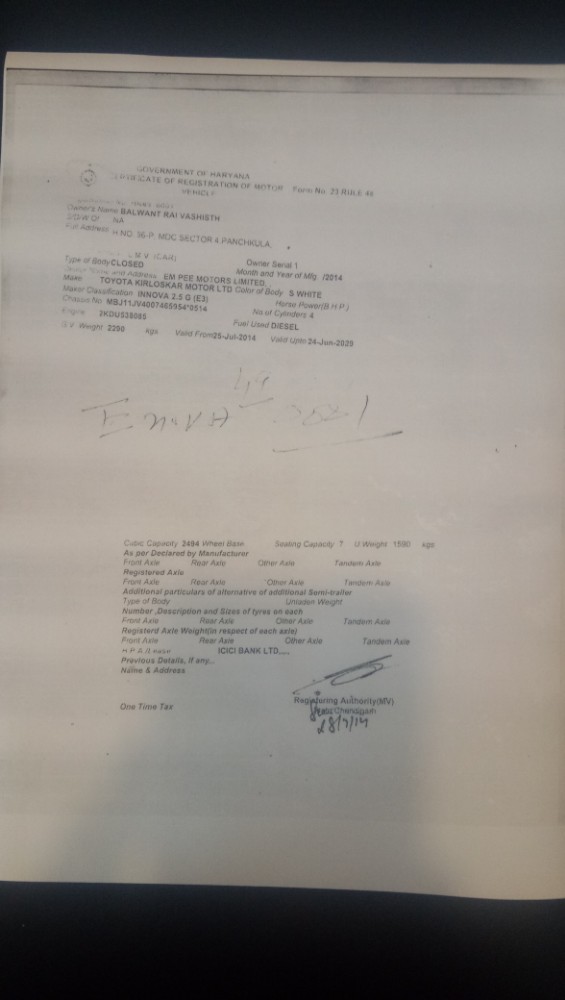 GOVERNMENT OF HARYANA
CERTIFICATE OF REGISTRATION OF MOTOR Form No. 23 RULE 48
VEHICLE
Owner's Name BALWANT RAI VASHISTH
S/D/W Of NA
Full Address H.NO. 56-P, MDC SECTOR 4,PANCHKULA,
Owner Serial 1
Type of Body CLOSED Month and Year of Mfg. /2014
Name and Address EM PEE MOTORS LIMITED
Make TOYOTA KIRLOSKAR MOTOR LTD Color of Body S WHITE
Maker Classification INNOVA 2.5 G (E3) Horse Power(B.H.P)
Chassis No MBJ11JV4007465954*0514 No of Cylinders 4
Engine 2KDU538085 Fuel Used DIESEL
Weight 2290 kgs Valid From 25-Jul-2014 Valid Upto 24-Jun-2029
Cubic Capacity 2494 Wheel Base Seating Capacity 7 U.Weight 1590 kgs
As per Declared by Manufacturer
Front Axle Rear Axle Other Axle Tandem Axle
Registered Axle
Front Axle Rear Axle Other Axle Tandem Axle
Additional particulars of alternative of additional Semi-trailer
Type of Body Unladen Weight
Number ,Description and Sizes of tyres on each
Front Axle Rear Axle Other Axle Tandem Axle
Registerd Axle Weight(in respect of each axle)
Front Axle Rear Axle Other Axle Tandem Axle
H.P.A /Lease ICICI BANK LTD.,...
Previous Details, If any..
Name & Address
Registering Authority(MV)
One Time Tax
28/7/14